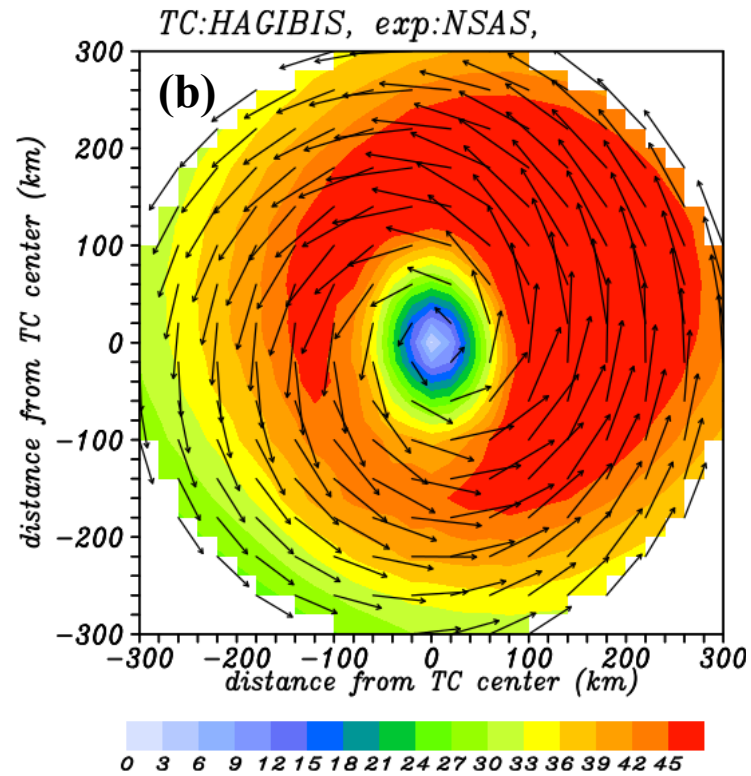 TC:HAGIBIS, exp:NSAS,
(b)
300
200
100
0
-100
-200
-300
distance from TC center (km)
-300 -200 -100 0 100 200 300
distance from TC center (km)
0 3 6 9 12 15 18 21 24 27 30 33 36 39 42 45